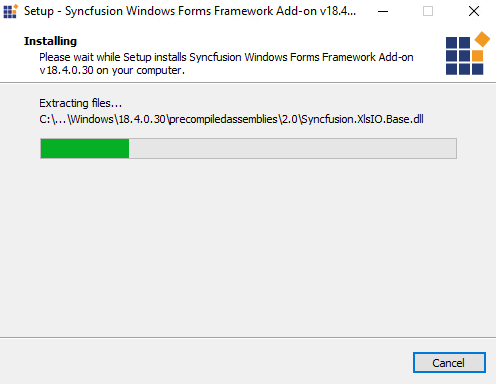 Setup - Syncfusion Windows Forms Framework Add-on v18.4...
Installing
Please wait while Setup installs Syncfusion Windows Forms Framework Add-on
v18.4.0.30 on your computer.
Extracting files...
C:\...\Windows\18.4.0.30\precompiledassemblies\2.0\Syncfusion.XlsIO.Base.dll
Cancel